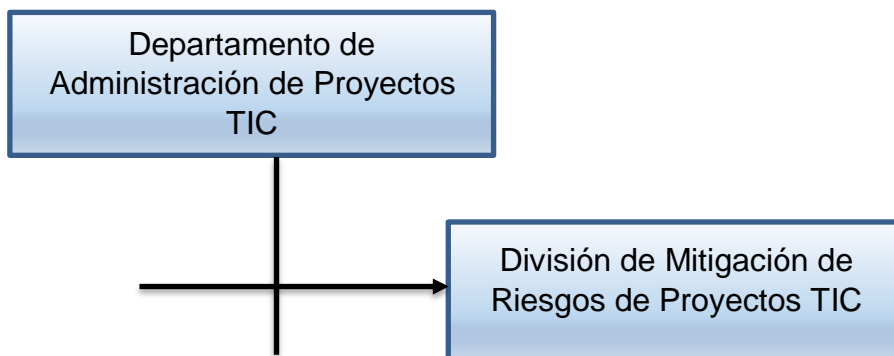 Departamento de
Administración de Proyectos
TIC
División de Mitigación de
Riesgos de Proyectos TIC